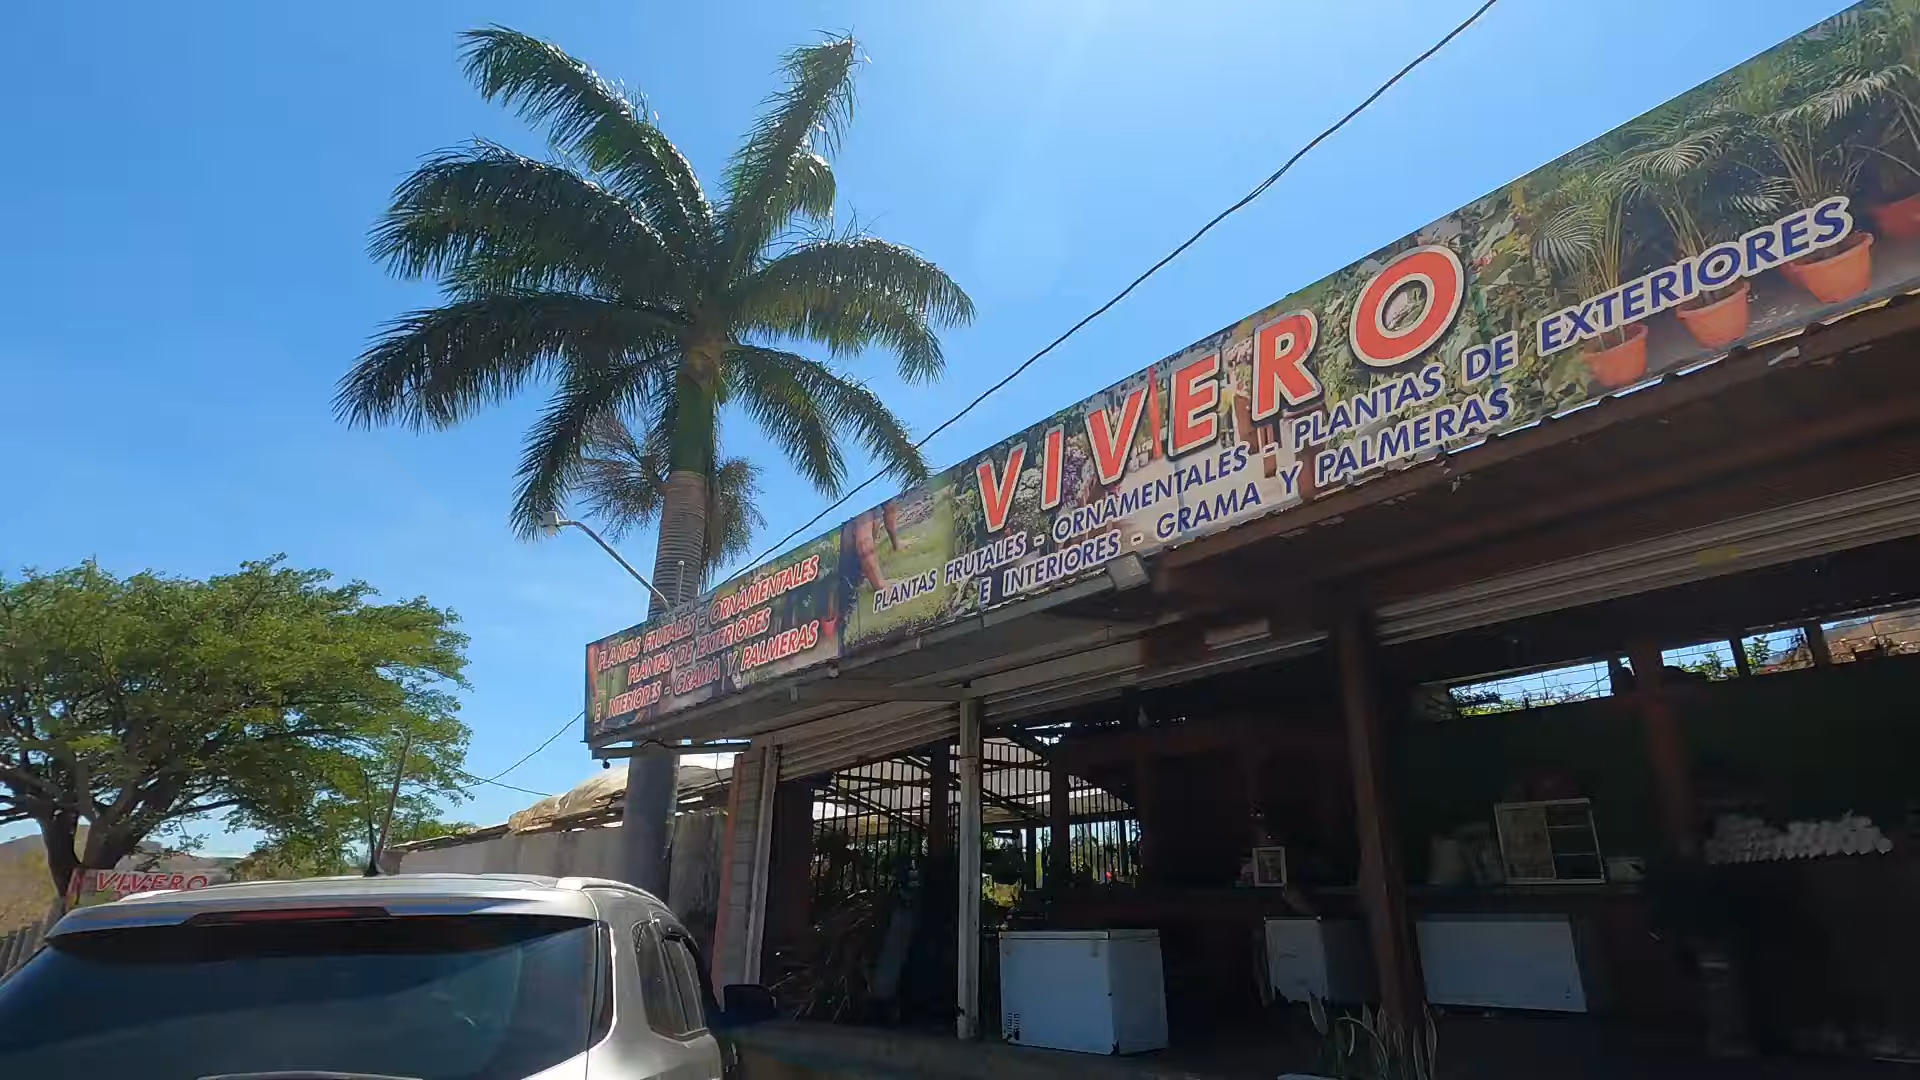 VIVERO
PLANTAS FRUTALES - ORNAMENTALES - PLANTAS DE EXTERIORES
E INTERIORES - GRAMA Y PALMERAS
PLANTAS FRUTALES - ORNAMENTALES
PLANTAS DE EXTERIORES
E INTERIORES - GRAMA Y PALMERAS
VIVERO